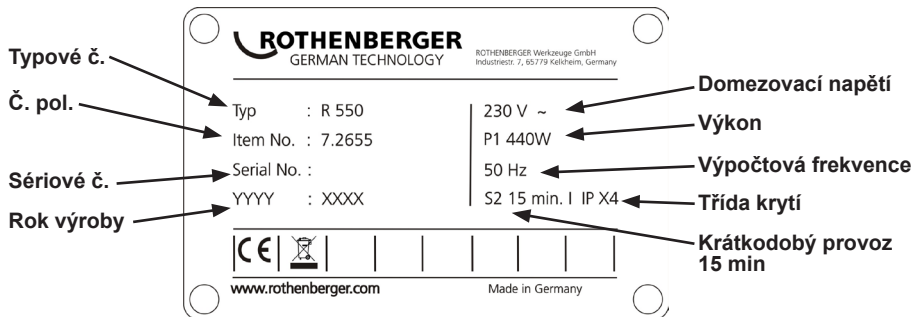 ROTHENBERGER
GERMAN TECHNOLOGY
ROTHENBERGER Werkzeuge GmbH
Industriestr. 7, 65779 Kelkheim, Germany
Typové č.
Č. pol.
Sériové č.
Rok výroby
Typ : R 550
Item No. : 7.2655
Serial No. :
YYYY : XXXX
230 V ~
P1 440W
50 Hz
S2 15 min. I IP X4
Domezovací napětí
Výkon
Výpočtová frekvence
Třída krytí
Krátkodobý provoz
15 min
CE
www.rothenberger.com
Made in Germany